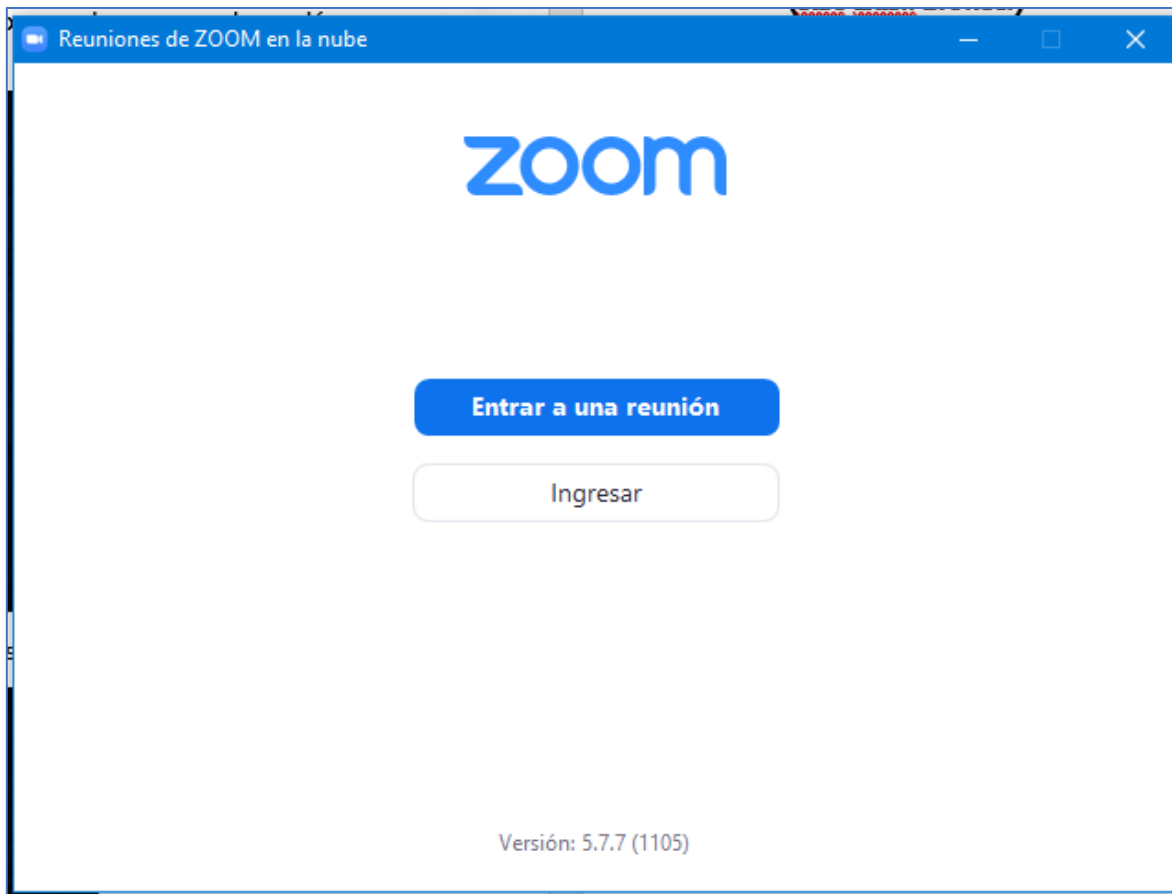 Reuniones de ZOOM en la nube
zoom
Entrar a una reunión
Ingresar
Versión: 5.7.7 (1105)